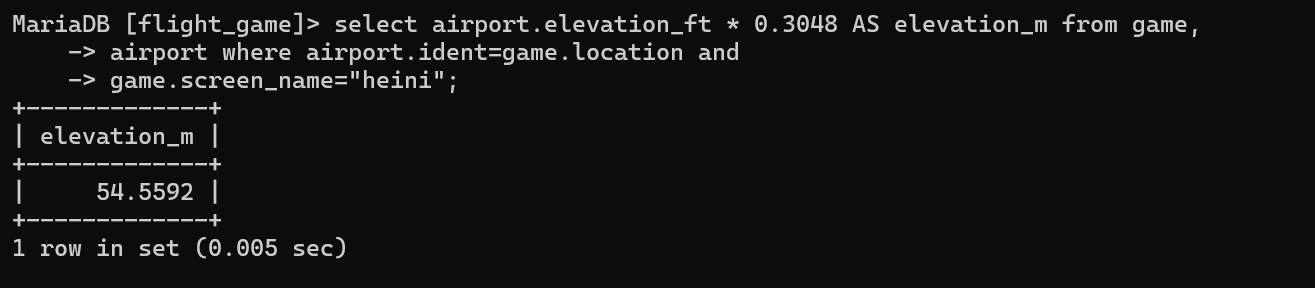 MariaDB [flight_game]> select airport.elevation_ft * 0.3048 AS elevation_m from game,
    -> airport where airport.ident=game.location and
    -> game.screen_name="heini";
+-------------+
| elevation_m |
+-------------+
|     54.5592 |
+-------------+
1 row in set (0.005 sec)